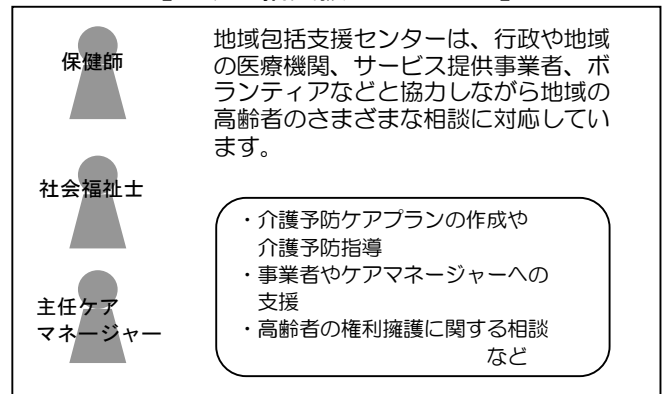 保健師
地域包括支援センターは、行政や地域
の医療機関、サービス提供事業者、ボ
ランティアなどと協力しながら地域の
高齢者のさまざまな相談に対応してい
ます。
社会福祉士
・介護予防ケアプランの作成や
介護予防指導
・事業者やケアマネージャーへの
支援
・高齢者の権利擁護に関する相談
など
主任ケア
マネージャー